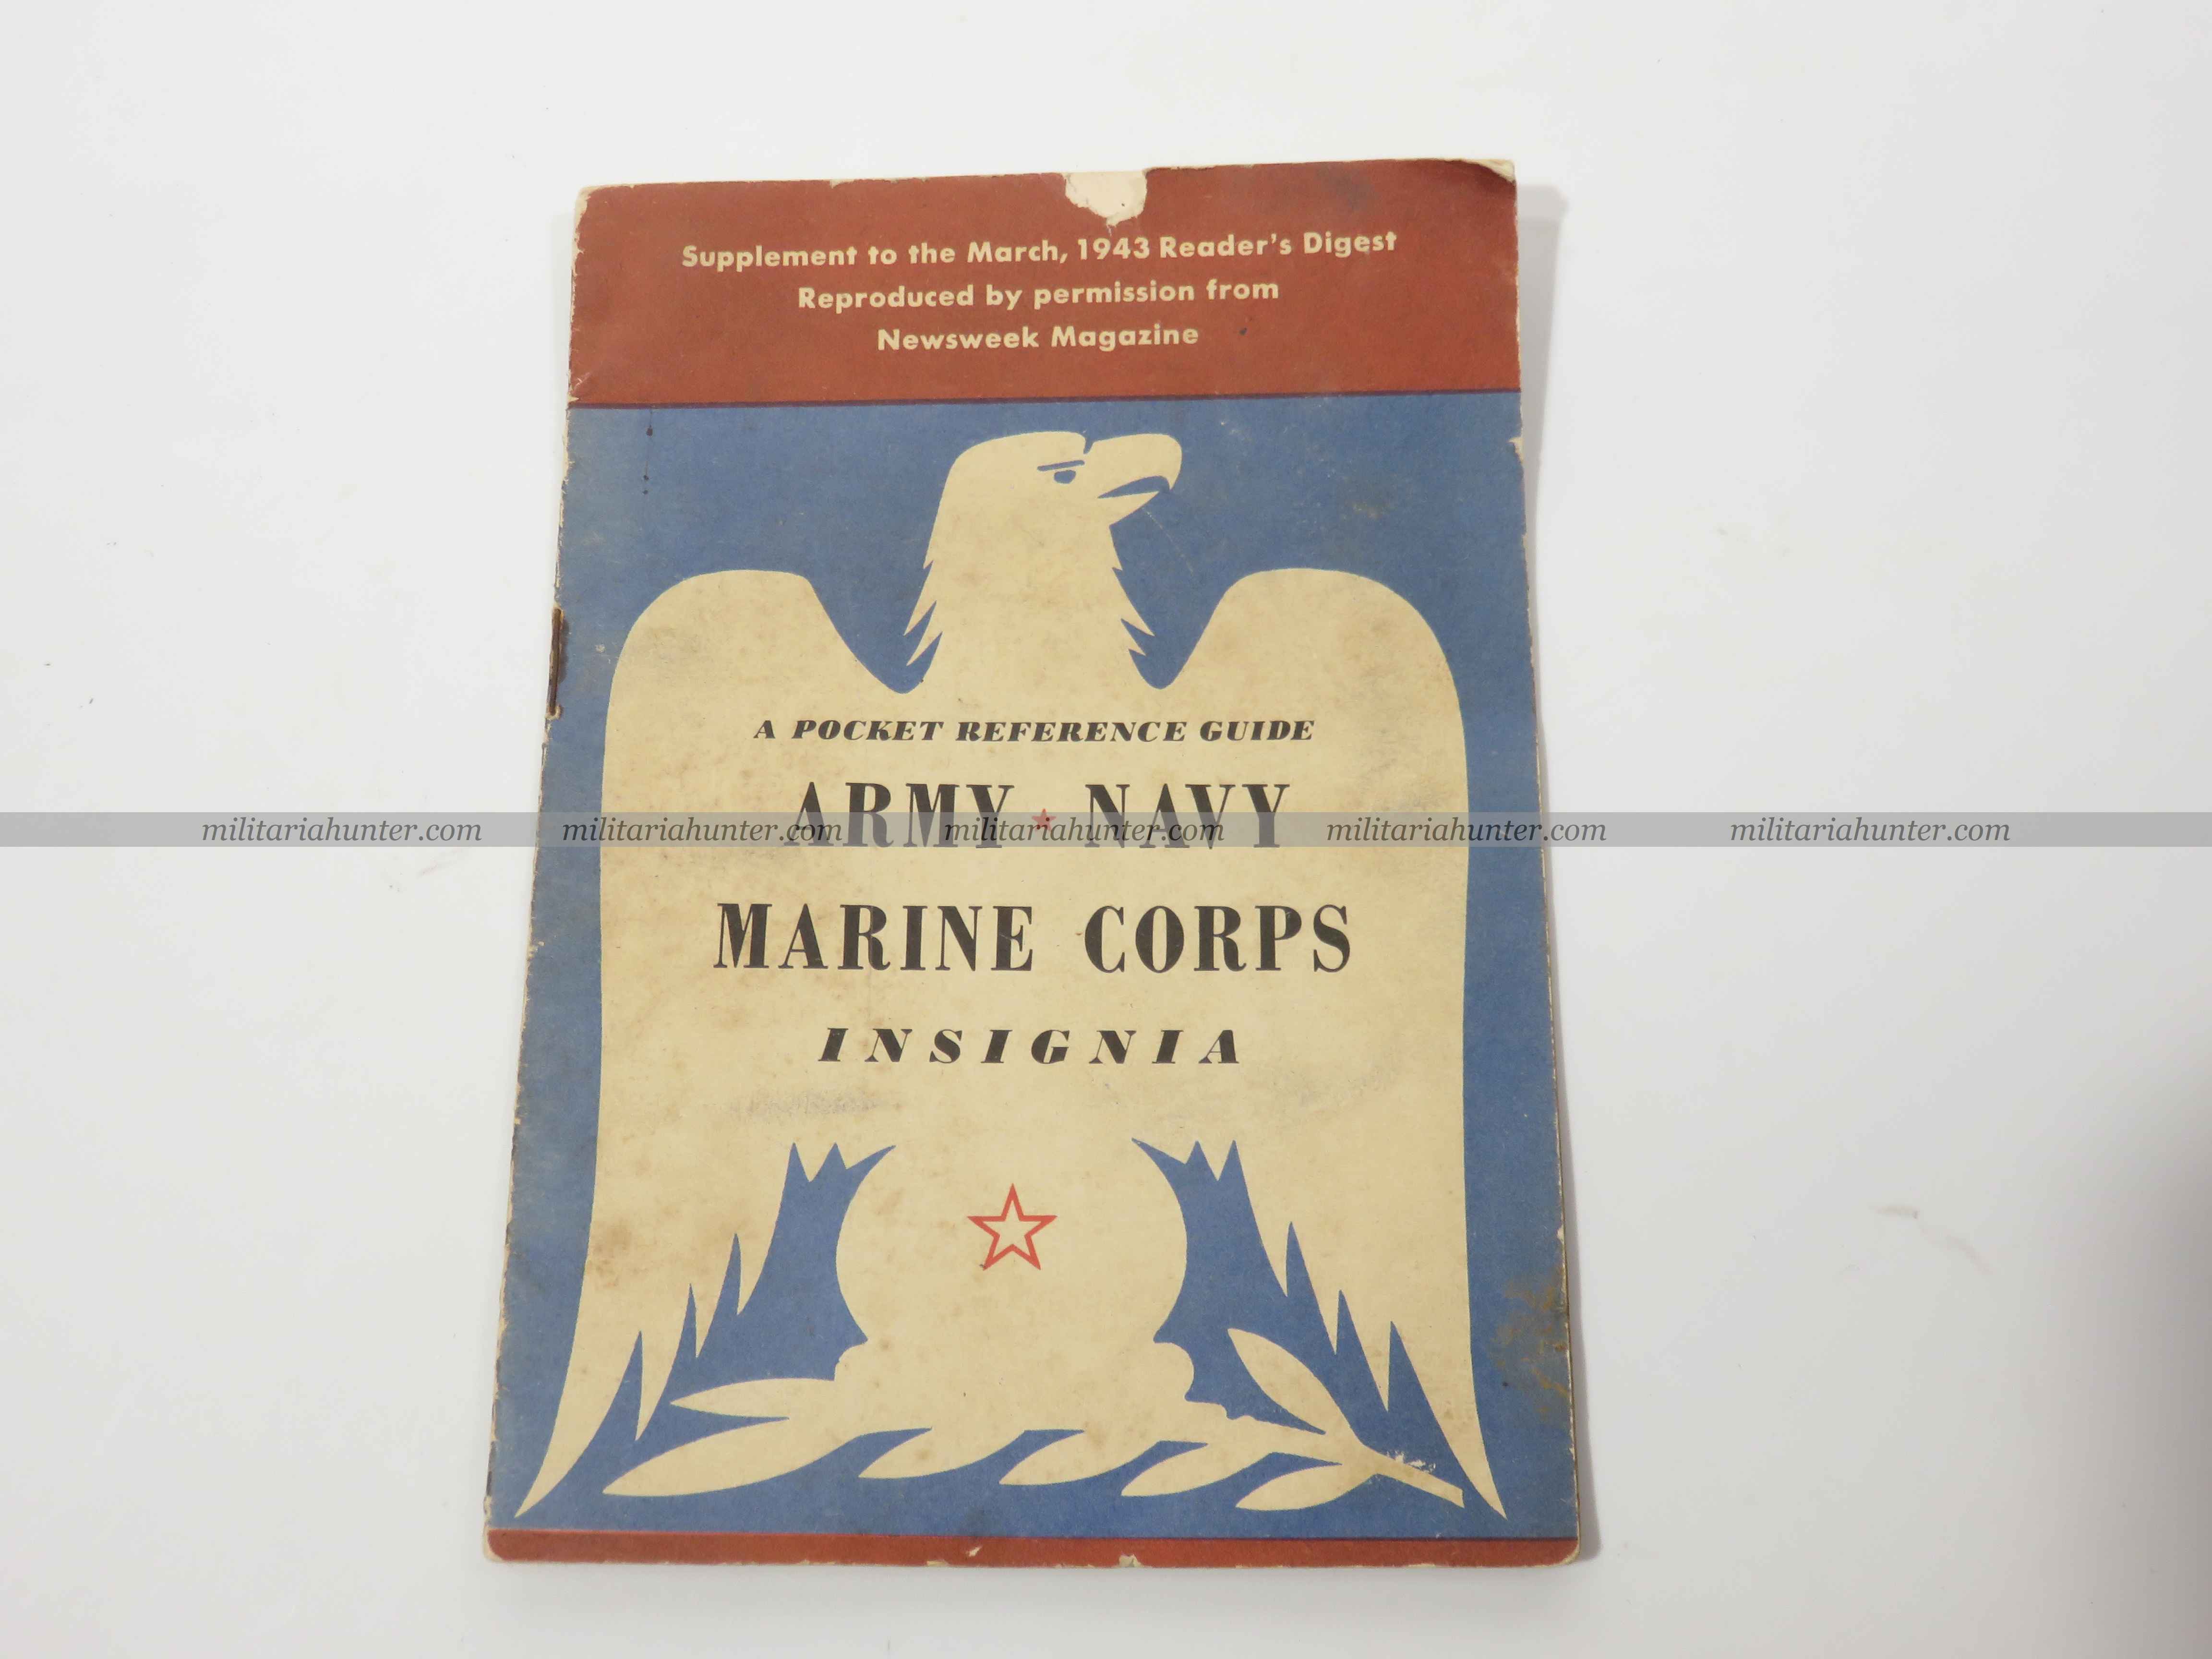 Supplement to the March, 1943 Reader's Digest
Reproduced by permission from
Newsweek Magazine
A POCKET REFERENCE GUIDE
ARMY ★ NAVY
militariahunter.com militariahunter.com militariahunter.com militariahunter.com militariahunter.com
MARINE CORPS
INSIGNIA